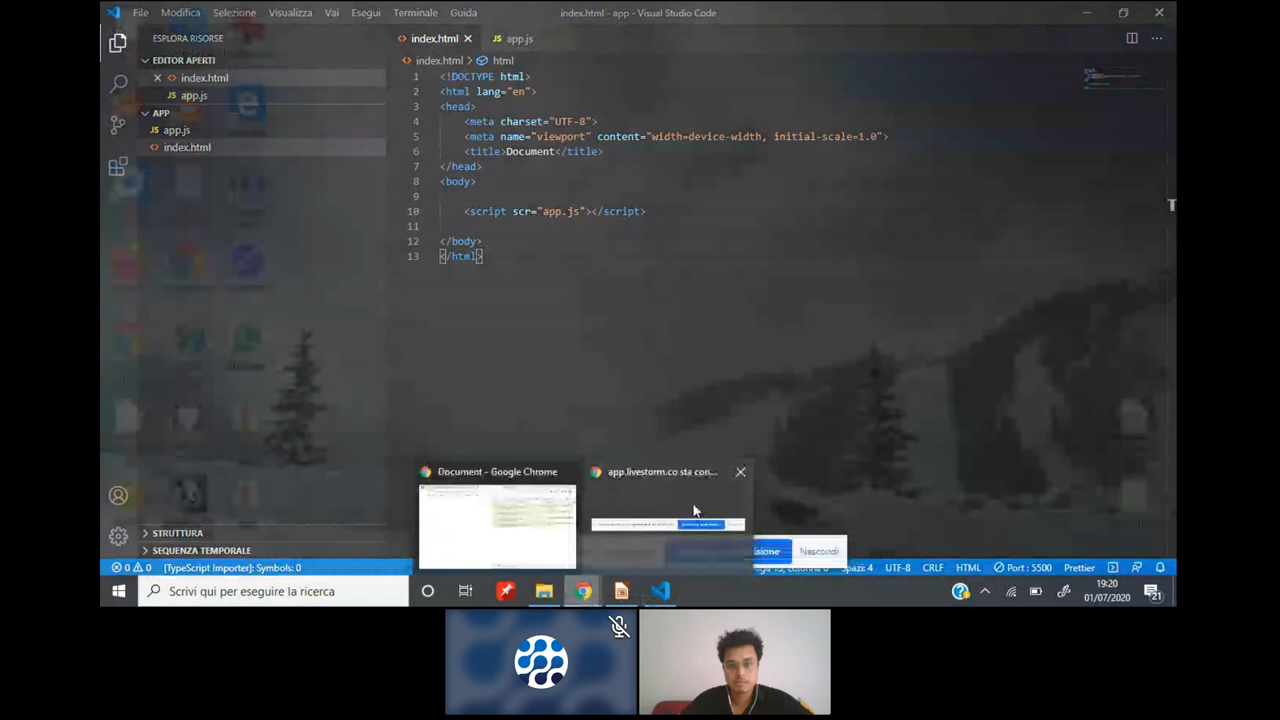 File Modifica Selezione Visualizza Vai Esegui Terminale Guida
index.html - app - Visual Studio Code
ESPLORA RISORSE
EDITOR APERTI
index.html
app.js
APP
app.js
index.html
STRUTTURA
SEQUENZA TEMPORALE
index.html app.js
index.html > html
1 <!DOCTYPE html>
2 <html lang="en">
3 <head>
4 <meta charset="UTF-8">
5 <meta name="viewport" content="width=device-width, initial-scale=1.0">
6 <title>Document</title>
7 </head>
8 <body>
9
10 <script scr="app.js"></script>
11
12 </body>
13 </html>
Document - Google Chrome
app.livestorm.co sta con...
Nascondi
0 0 [TypeScript Importer]: Symbols: 0
Spazi: 4 UTF-8 CRLF HTML Port : 5500 Prettier
Scrivi qui per eseguire la ricerca
19:20
01/07/2020
21